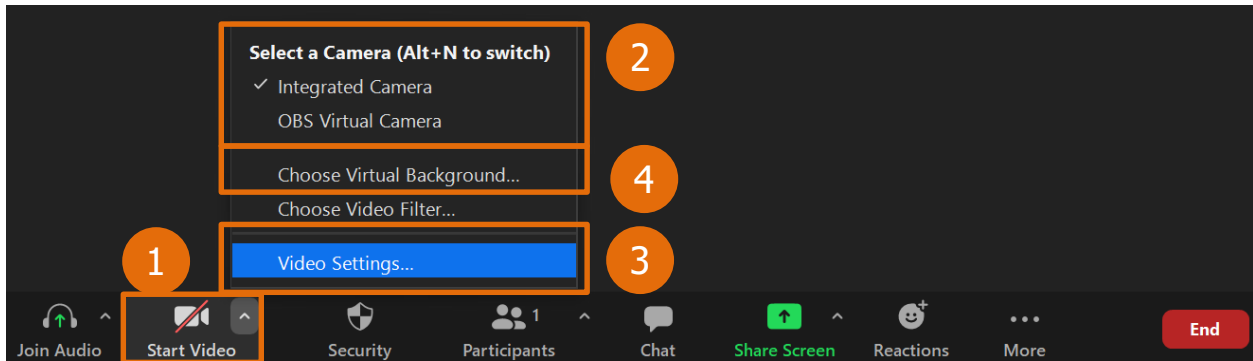 Select a Camera (Alt+N to switch)
2
✓ Integrated Camera
OBS Virtual Camera
Choose Virtual Background...
4
Choose Video Filter...
Video Settings...
3
1
1
Join Audio
Start Video
Security
Participants
Chat
Share Screen
Reactions
More
End